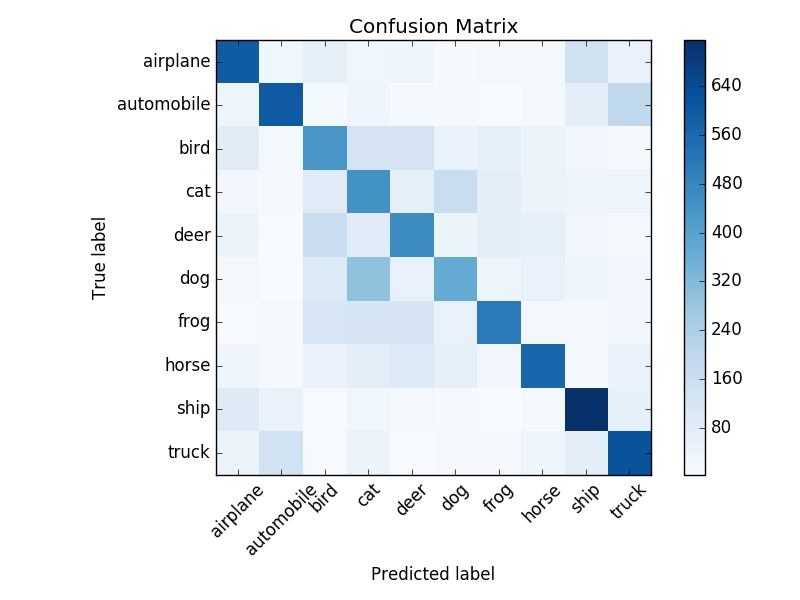 Confusion Matrix
airplane
automobile
bird
cat
deer
dog
frog
horse
ship
truck
True label
airplane
automobile
bird
cat
deer
dog
frog
horse
ship
truck
Predicted label
640
560
480
400
320
240
160
80